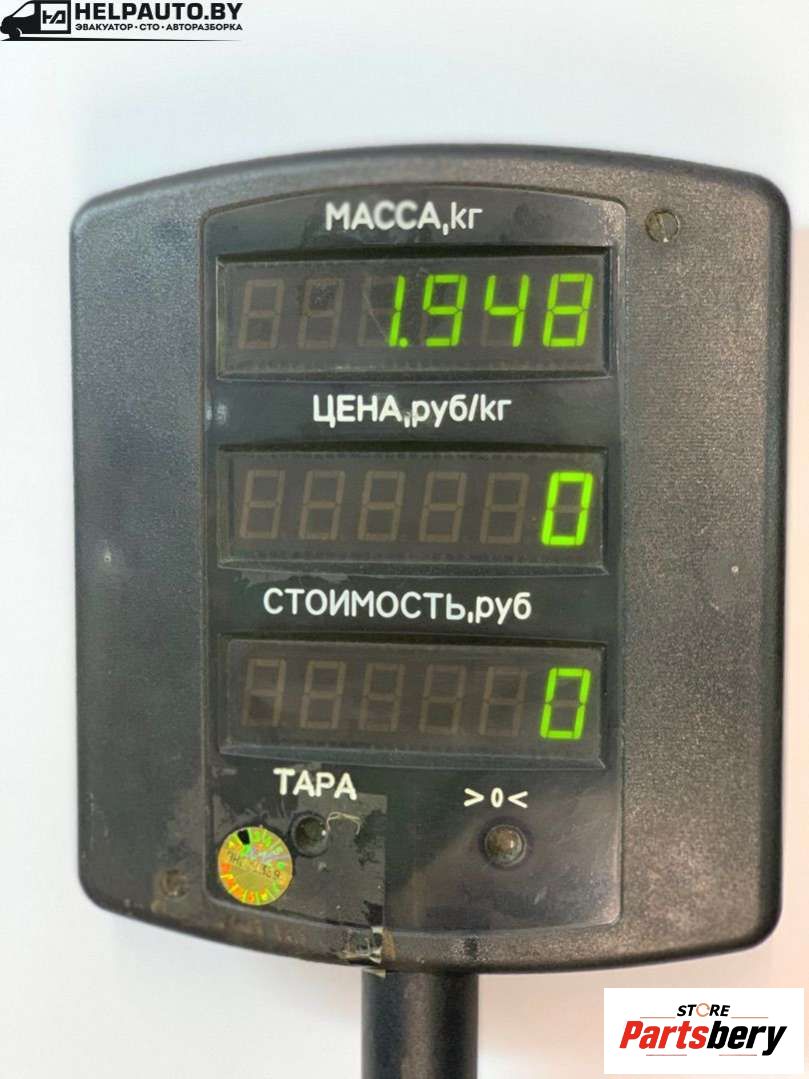 HELPAUTO.BY
ЭВАКУАТОР•СТО•АВТОРАЗБОРКА
МАССА,кг
1.948
ЦЕНА,руб/кг
0
СТОИМОСТЬ,руб
0
ТАРА
>0<
STORE
Partsbery